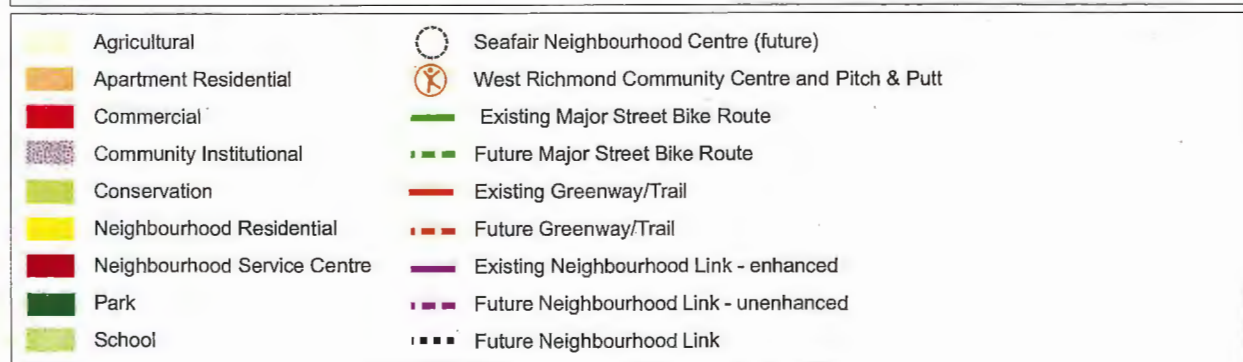 Agricultural
Apartment Residential
Commercial
Community Institutional
Conservation
Neighbourhood Residential
Neighbourhood Service Centre
Park
School
Seafair Neighbourhood Centre (future)
West Richmond Community Centre and Pitch & Putt
Existing Major Street Bike Route
Future Major Street Bike Route
Existing Greenway/Trail
Future Greenway/Trail
Existing Neighbourhood Link - enhanced
Future Neighbourhood Link - unenhanced
Future Neighbourhood Link